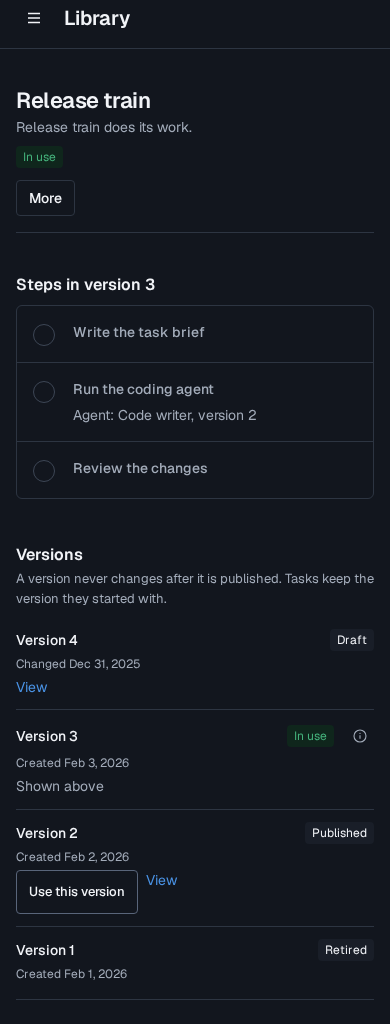 Library
Release train
Release train does its work.
In use
More
Steps in version 3
Write the task brief
Run the coding agent
Agent: Code writer, version 2
Review the changes
Versions
A version never changes after it is published. Tasks keep the
version they started with.
Version 4
Draft
Changed Dec 31, 2025
View
Version 3
In use
Created Feb 3, 2026
Shown above
Version 2
Published
Created Feb 2, 2026
Use this version
View
Version 1
Retired
Created Feb 1, 2026